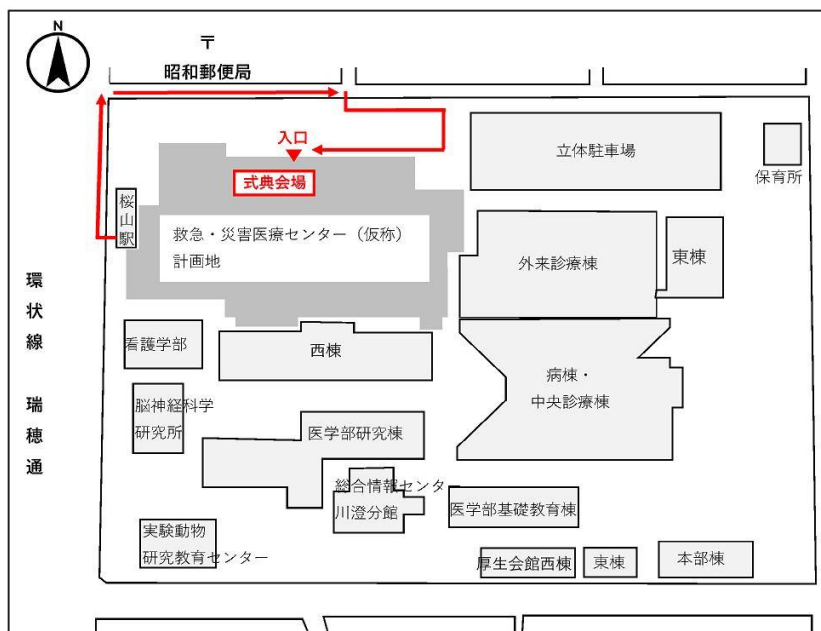 N
〒
昭和郵便局
入口
式典会場
立体駐車場
保育所
桜山駅
救急・災害医療センター（仮称）
計画地
外来診療棟
東棟
環状線 瑞穂通
看護学部
西棟
病棟・
中央診療棟
脳神経科学
研究所
医学部研究棟
総合情報センター
川澄分館
医学部基礎教育棟
実験動物
研究教育センター
厚生会館西棟
東棟
本部棟